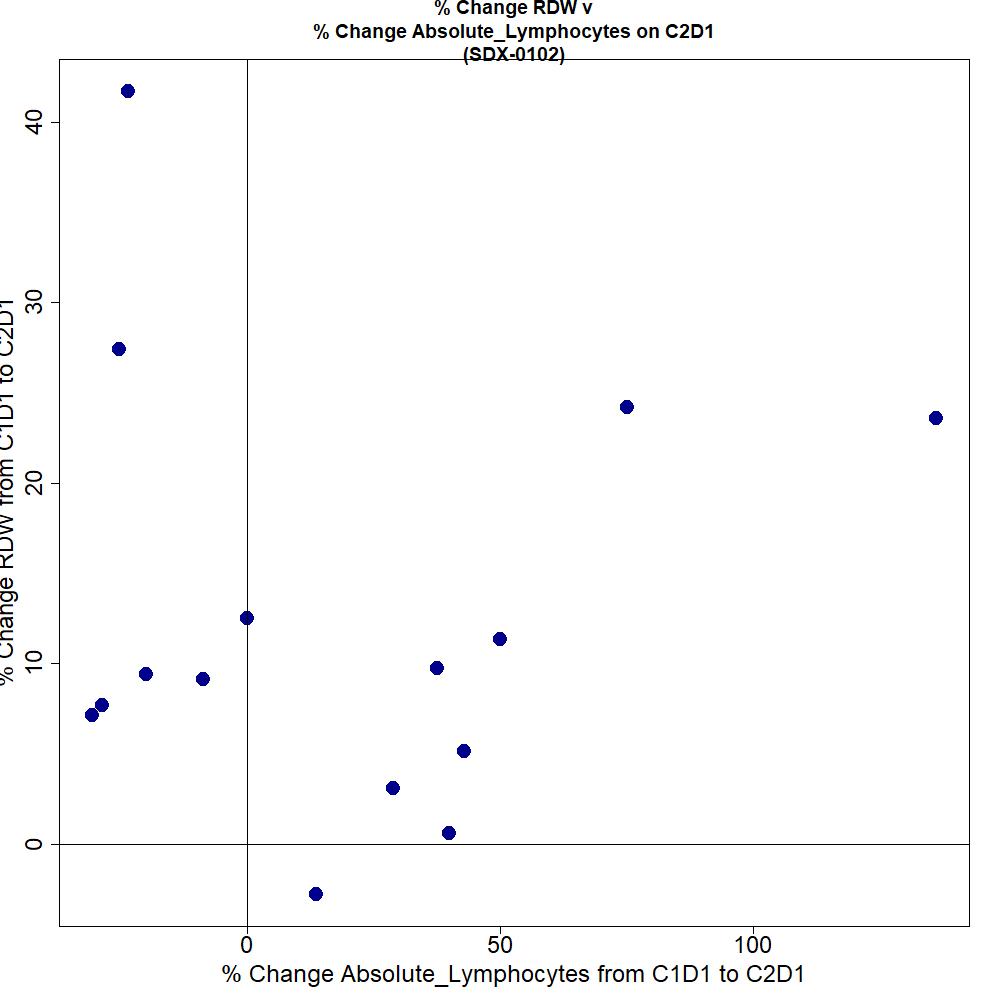 % Change RDW v
% Change Absolute_Lymphocytes on C2D1
(SDX-0102)
% Change RDW from C1D1 to C2D1
40
30
20
10
0
0 50 100
% Change Absolute_Lymphocytes from C1D1 to C2D1